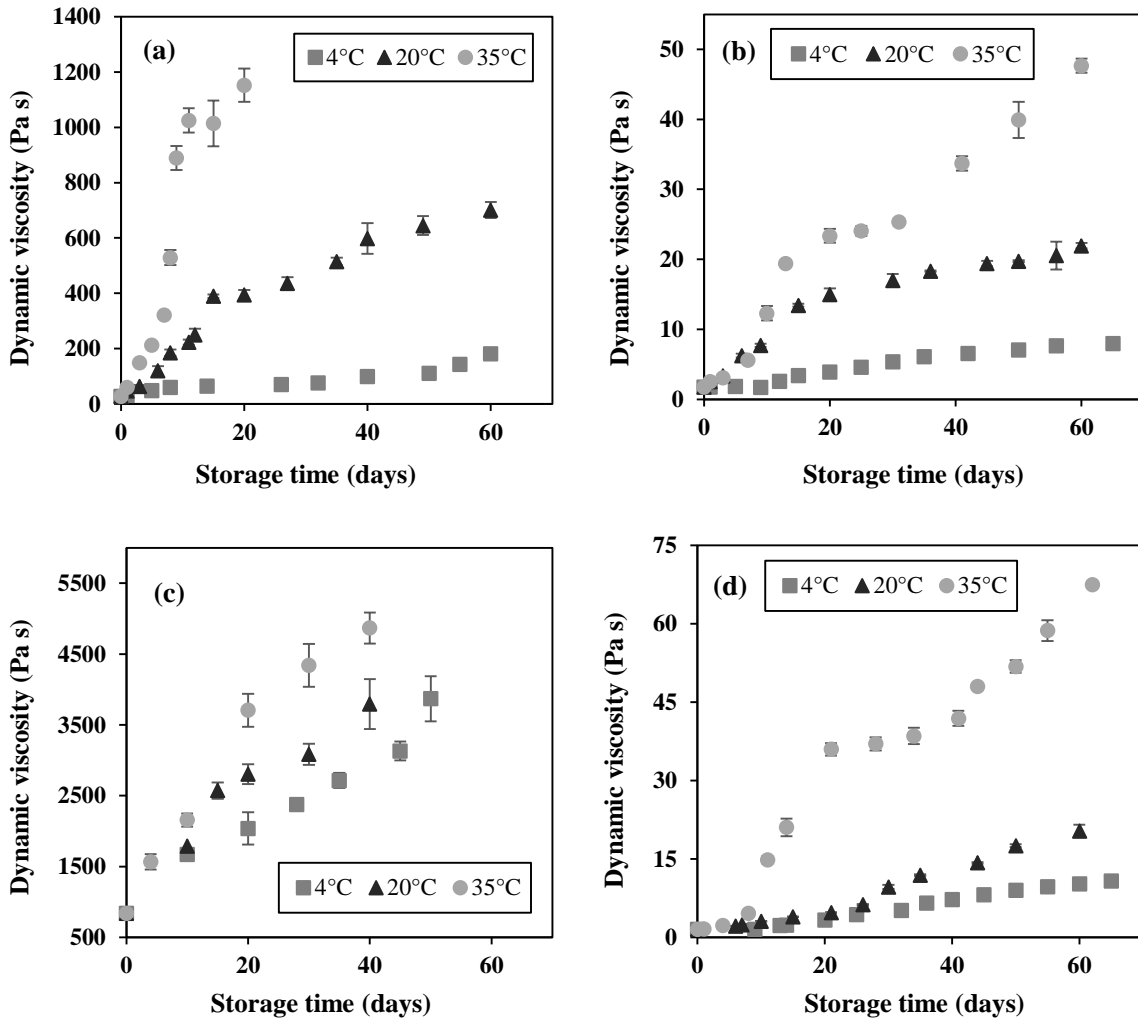 (a)
4°C 20°C 35°C
1400
1200
1000
800
600
400
200
0
0 20 40 60
Dynamic viscosity (Pa s)
Storage time (days)
(b)
4°C 20°C 35°C
50
40
30
20
10
0
0 20 40 60
Dynamic viscosity (Pa s)
Storage time (days)
(c)
4°C 20°C 35°C
5500
4500
3500
2500
1500
500
0 20 40 60
Dynamic viscosity (Pa s)
Storage time (days)
(d)
4°C 20°C 35°C
75
60
45
30
15
0
0 20 40 60
Dynamic viscosity (Pa s)
Storage time (days)